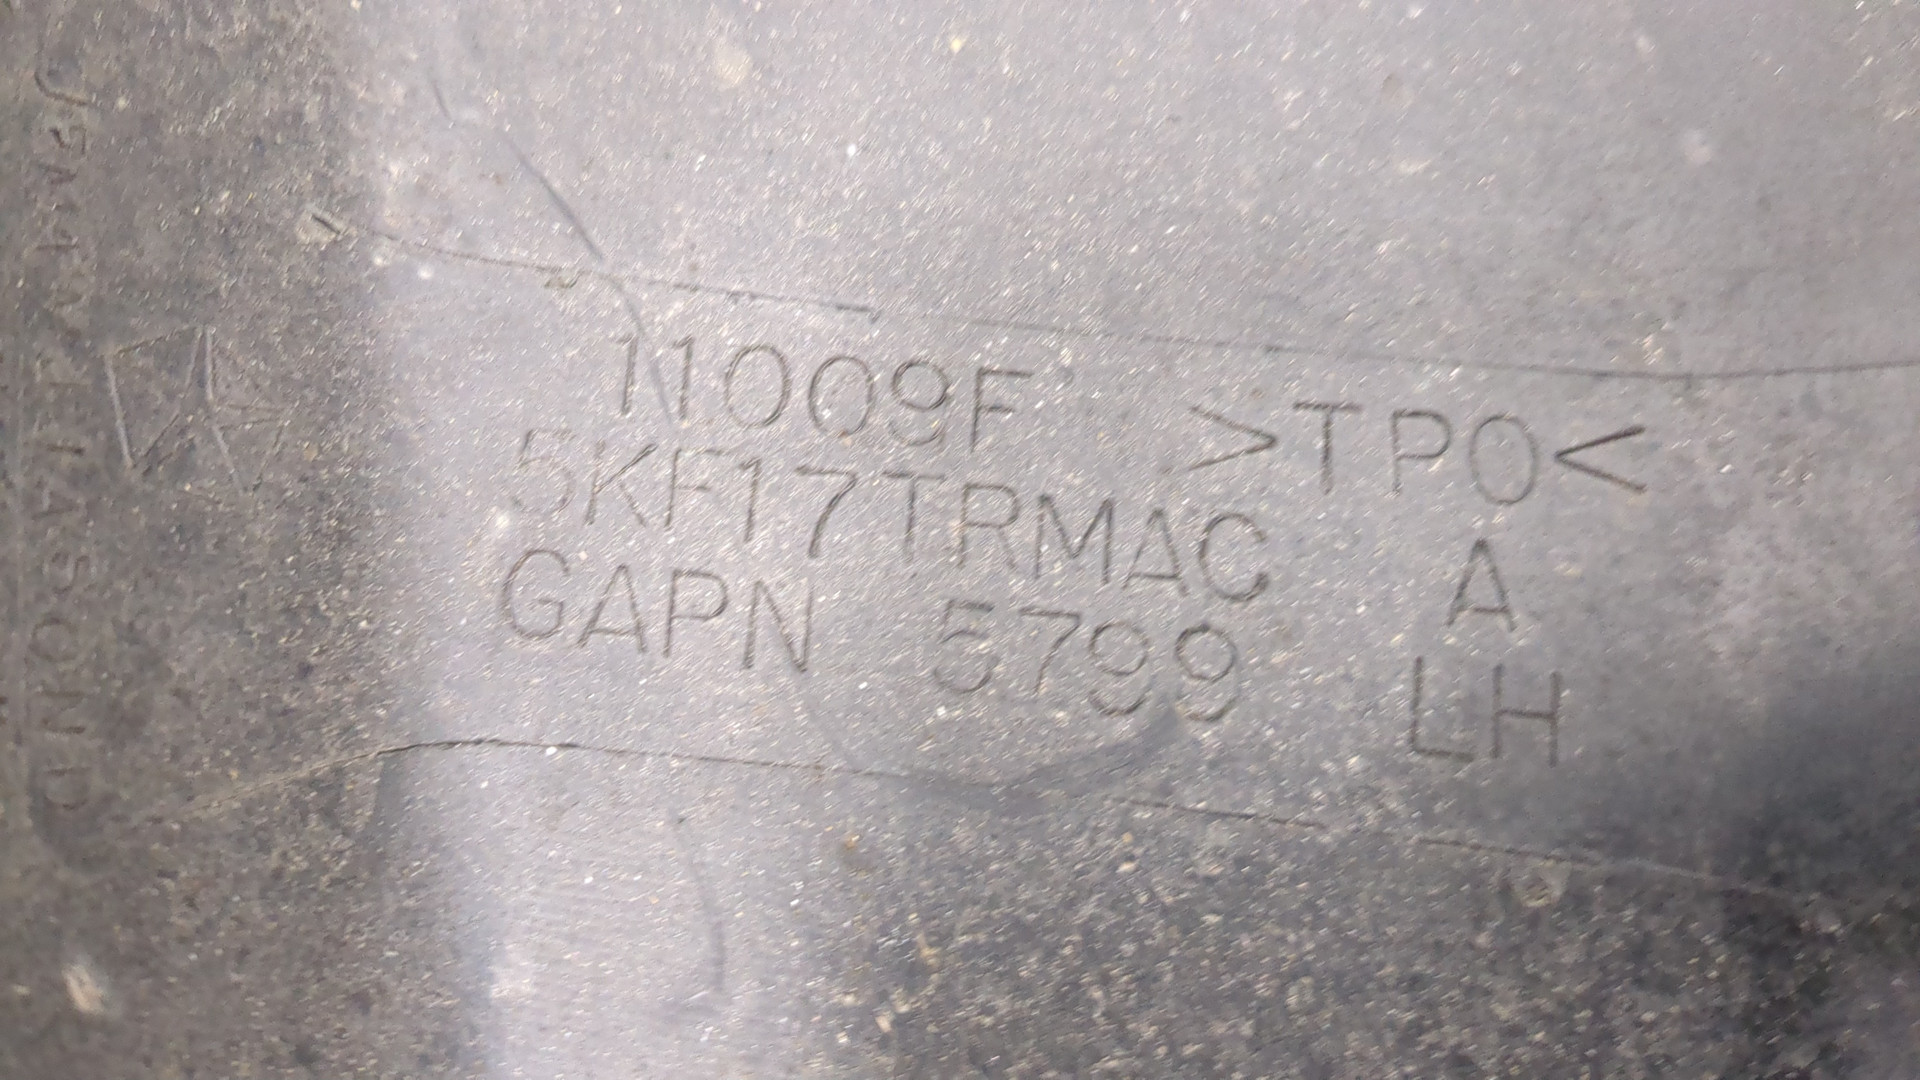 11009F >TPO<
5KF17TRMAC A
GAPN 5799 LH